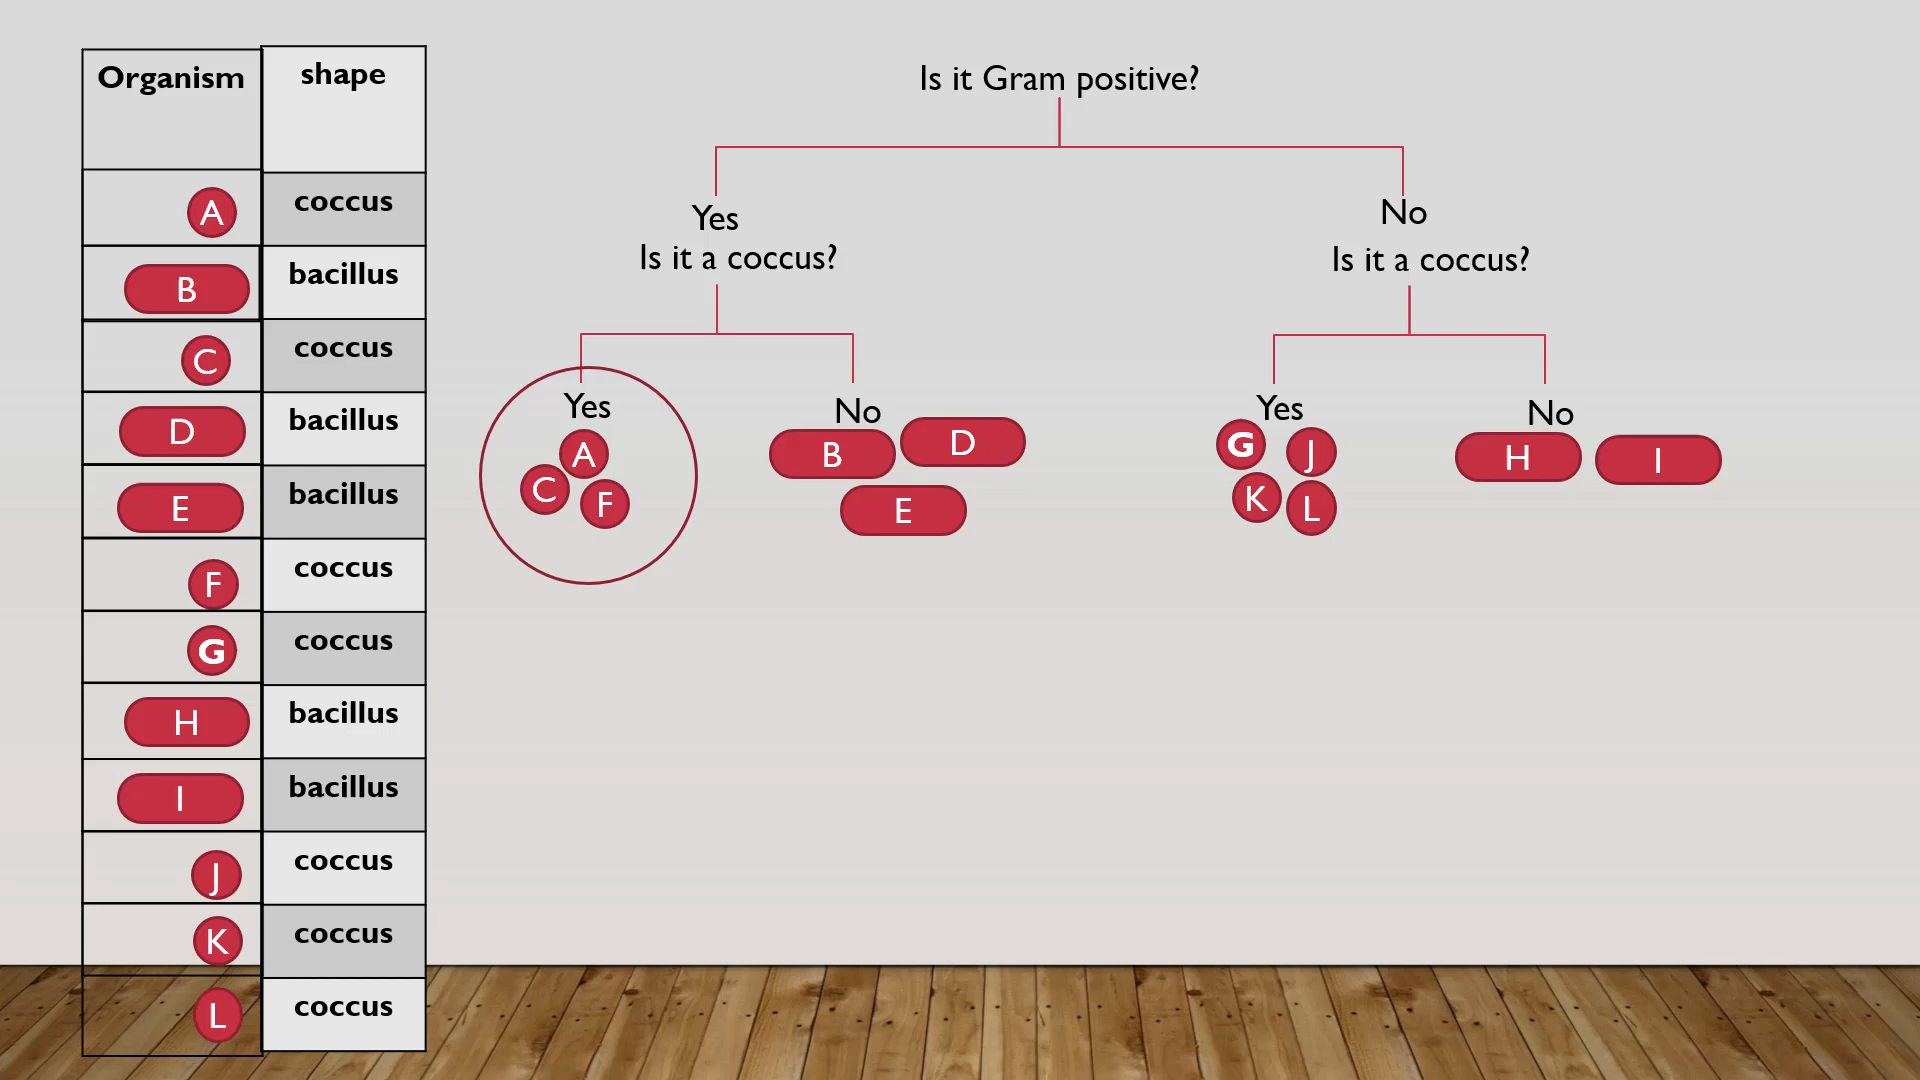 Organism shape
A coccus
B bacillus
C coccus
D bacillus
E bacillus
F coccus
G coccus
H bacillus
I bacillus
J coccus
K coccus
L coccus
Is it Gram positive?
Yes
Is it a coccus?
Yes
A
C
F
No
B D
E
No
Is it a coccus?
Yes
G J
K L
No
H I